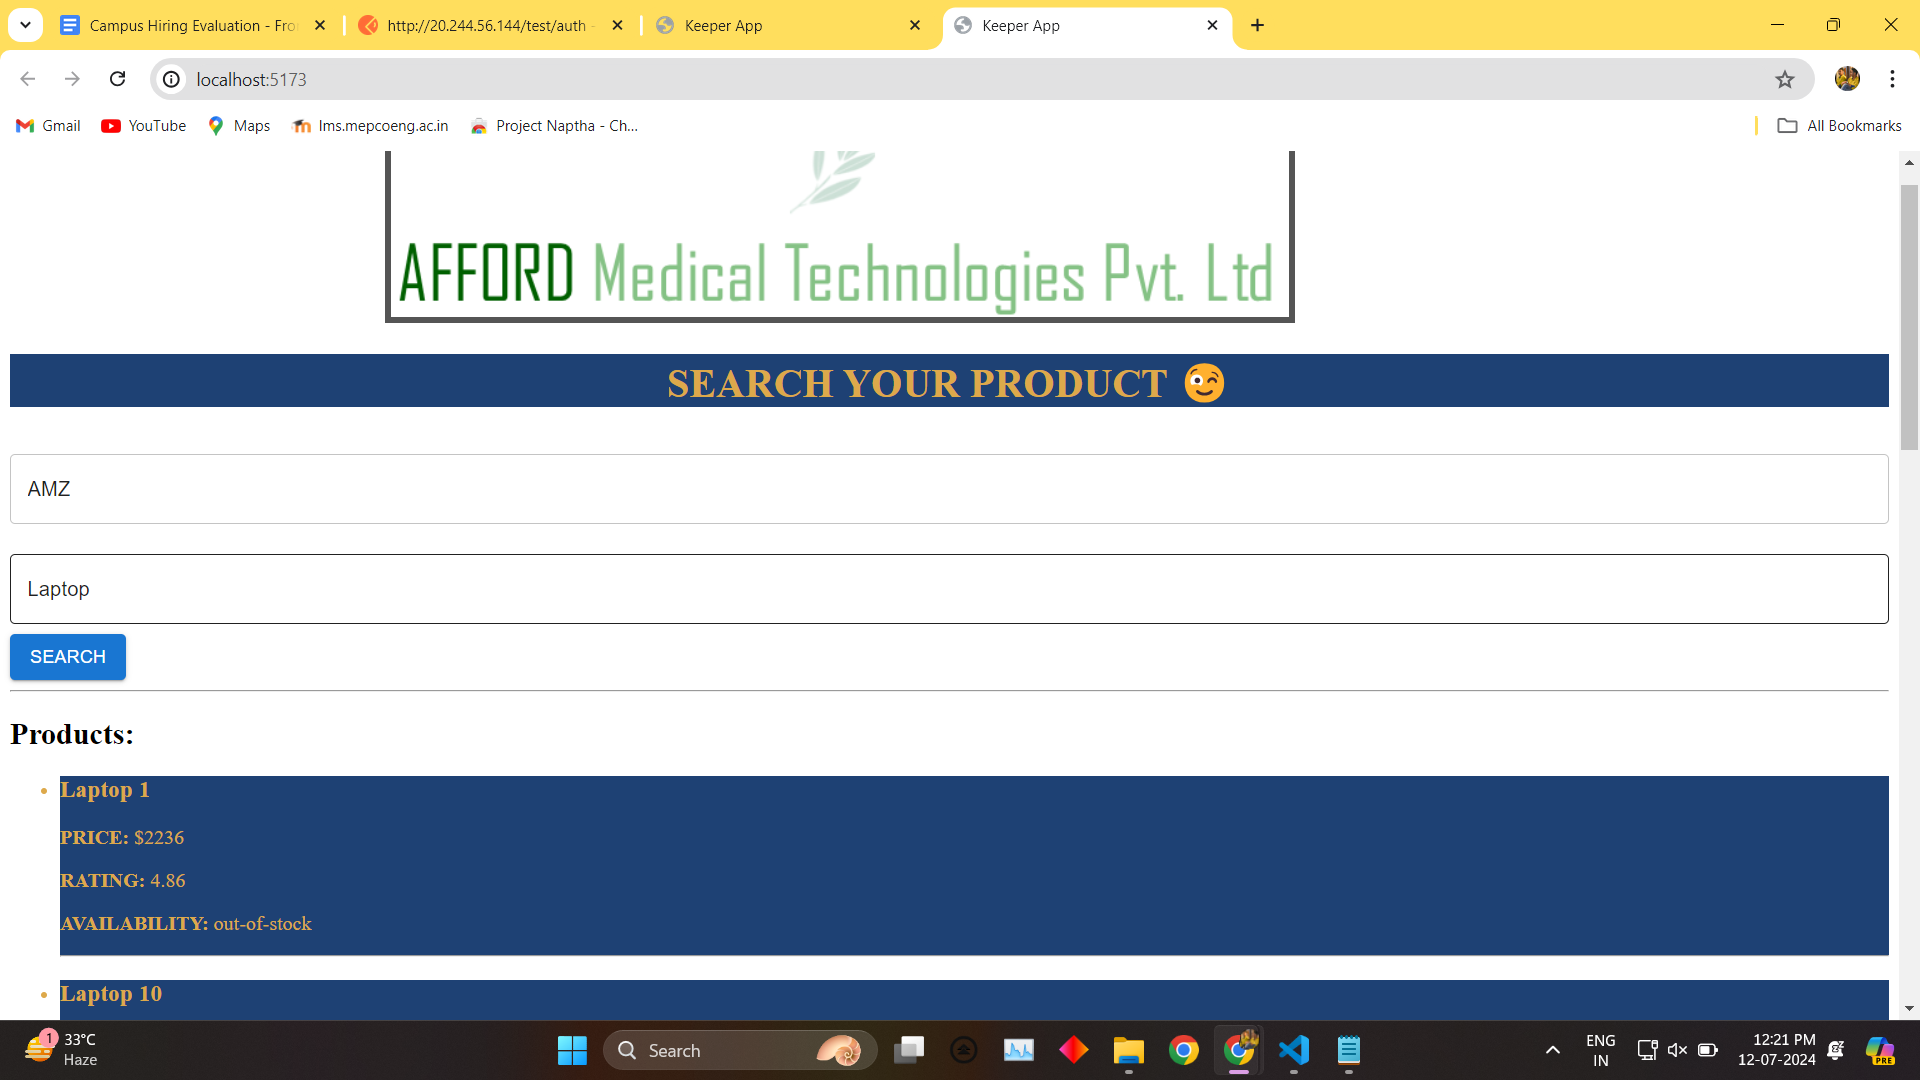 Campus Hiring Evaluation - Fro
http://20.244.56.144/test/auth -
Keeper App
Keeper App
localhost:5173
Gmail
YouTube
Maps
lms.mepcoeng.ac.in
Project Naptha - Ch...
All Bookmarks
AFFORD Medical Technologies Pvt. Ltd
SEARCH YOUR PRODUCT 😉
AMZ
Laptop
SEARCH
Products:
• Laptop 1
PRICE: $2236
RATING: 4.86
AVAILABILITY: out-of-stock
• Laptop 10
1
33°C
Haze
Search
PRE
ENG
IN
12:21 PM
12-07-2024